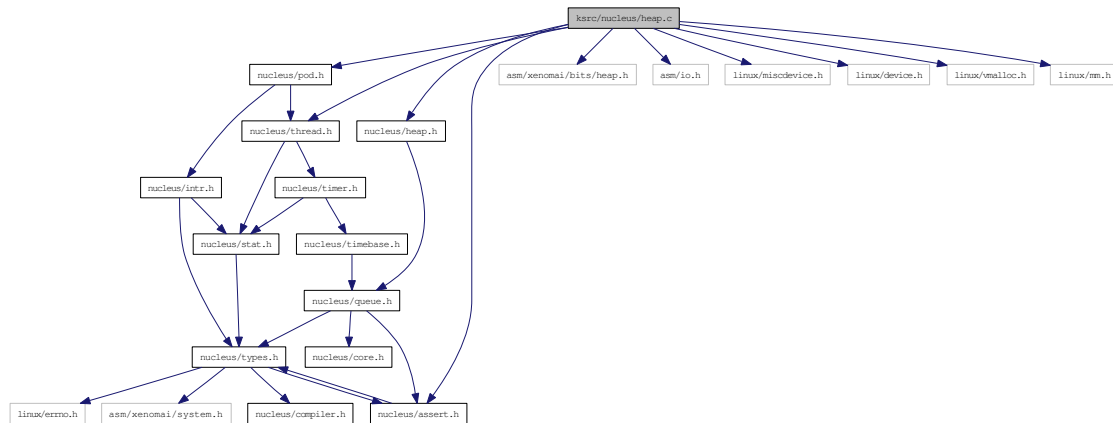 ksrc/nucleus/heap.c
nucleus/pod.h
asm/xenomai/bits/heap.h
asm/io.h
linux/miscdevice.h
linux/device.h
linux/vmalloc.h
linux/mm.h
nucleus/thread.h
nucleus/heap.h
nucleus/intr.h
nucleus/timer.h
nucleus/stat.h
nucleus/timebase.h
nucleus/queue.h
nucleus/types.h
nucleus/core.h
linux/errno.h
asm/xenomai/system.h
nucleus/compiler.h
nucleus/assert.h